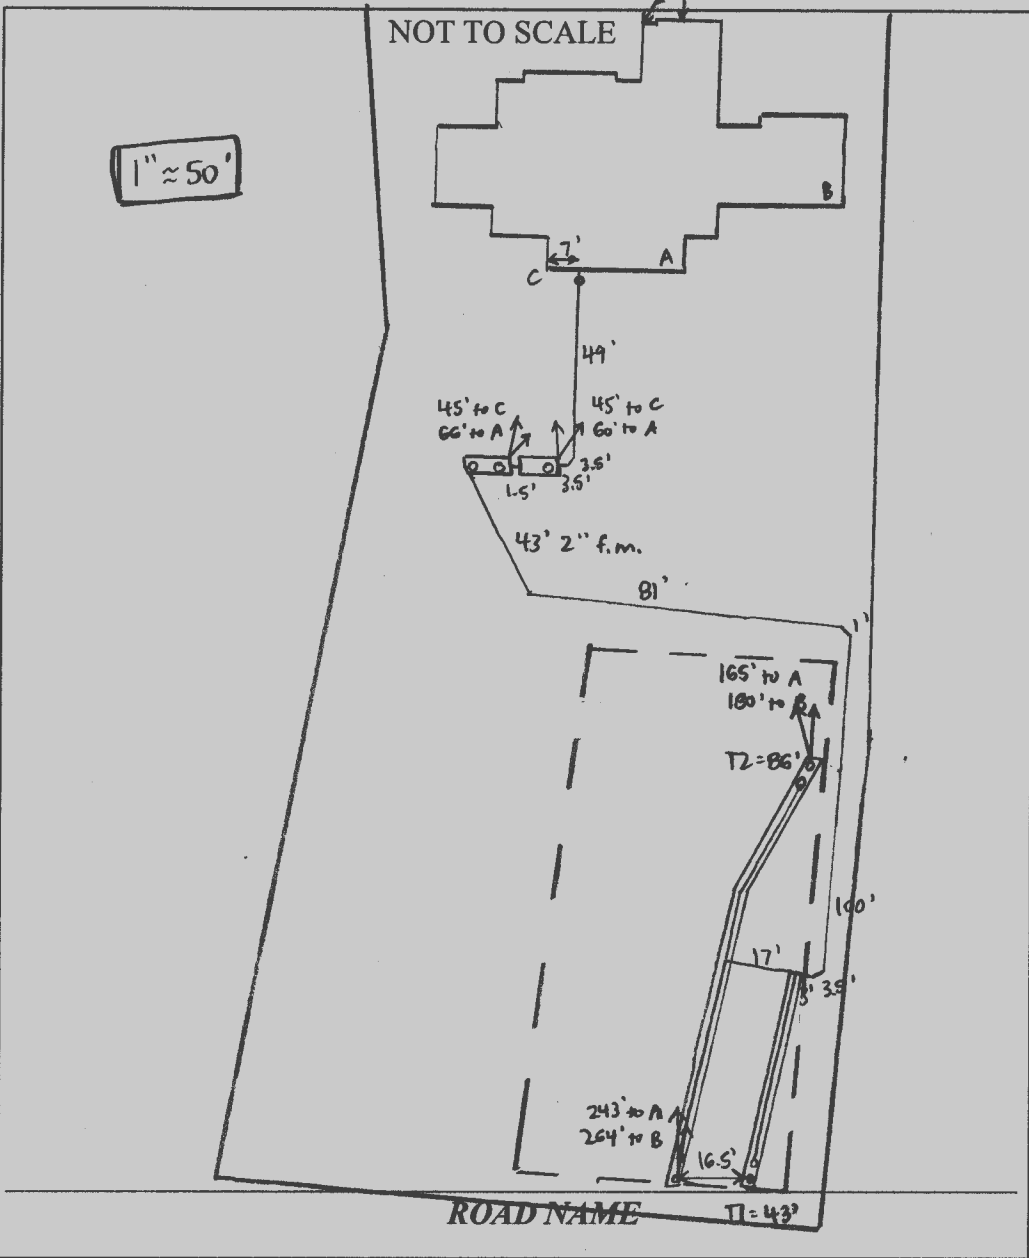 NOT TO SCALE
1" ≈ 50'
B
7'
A
C
49'
45' to C
66' to A
45' to C
60' to A
3.5'
1.5'
3.5'
43' 2" f.m.
81'
1'
165' to A
180' to B
T2=86'
100'
17'
3'
3.5'
243' to A
264' to B
16.5'
ROAD NAME
T1=43'